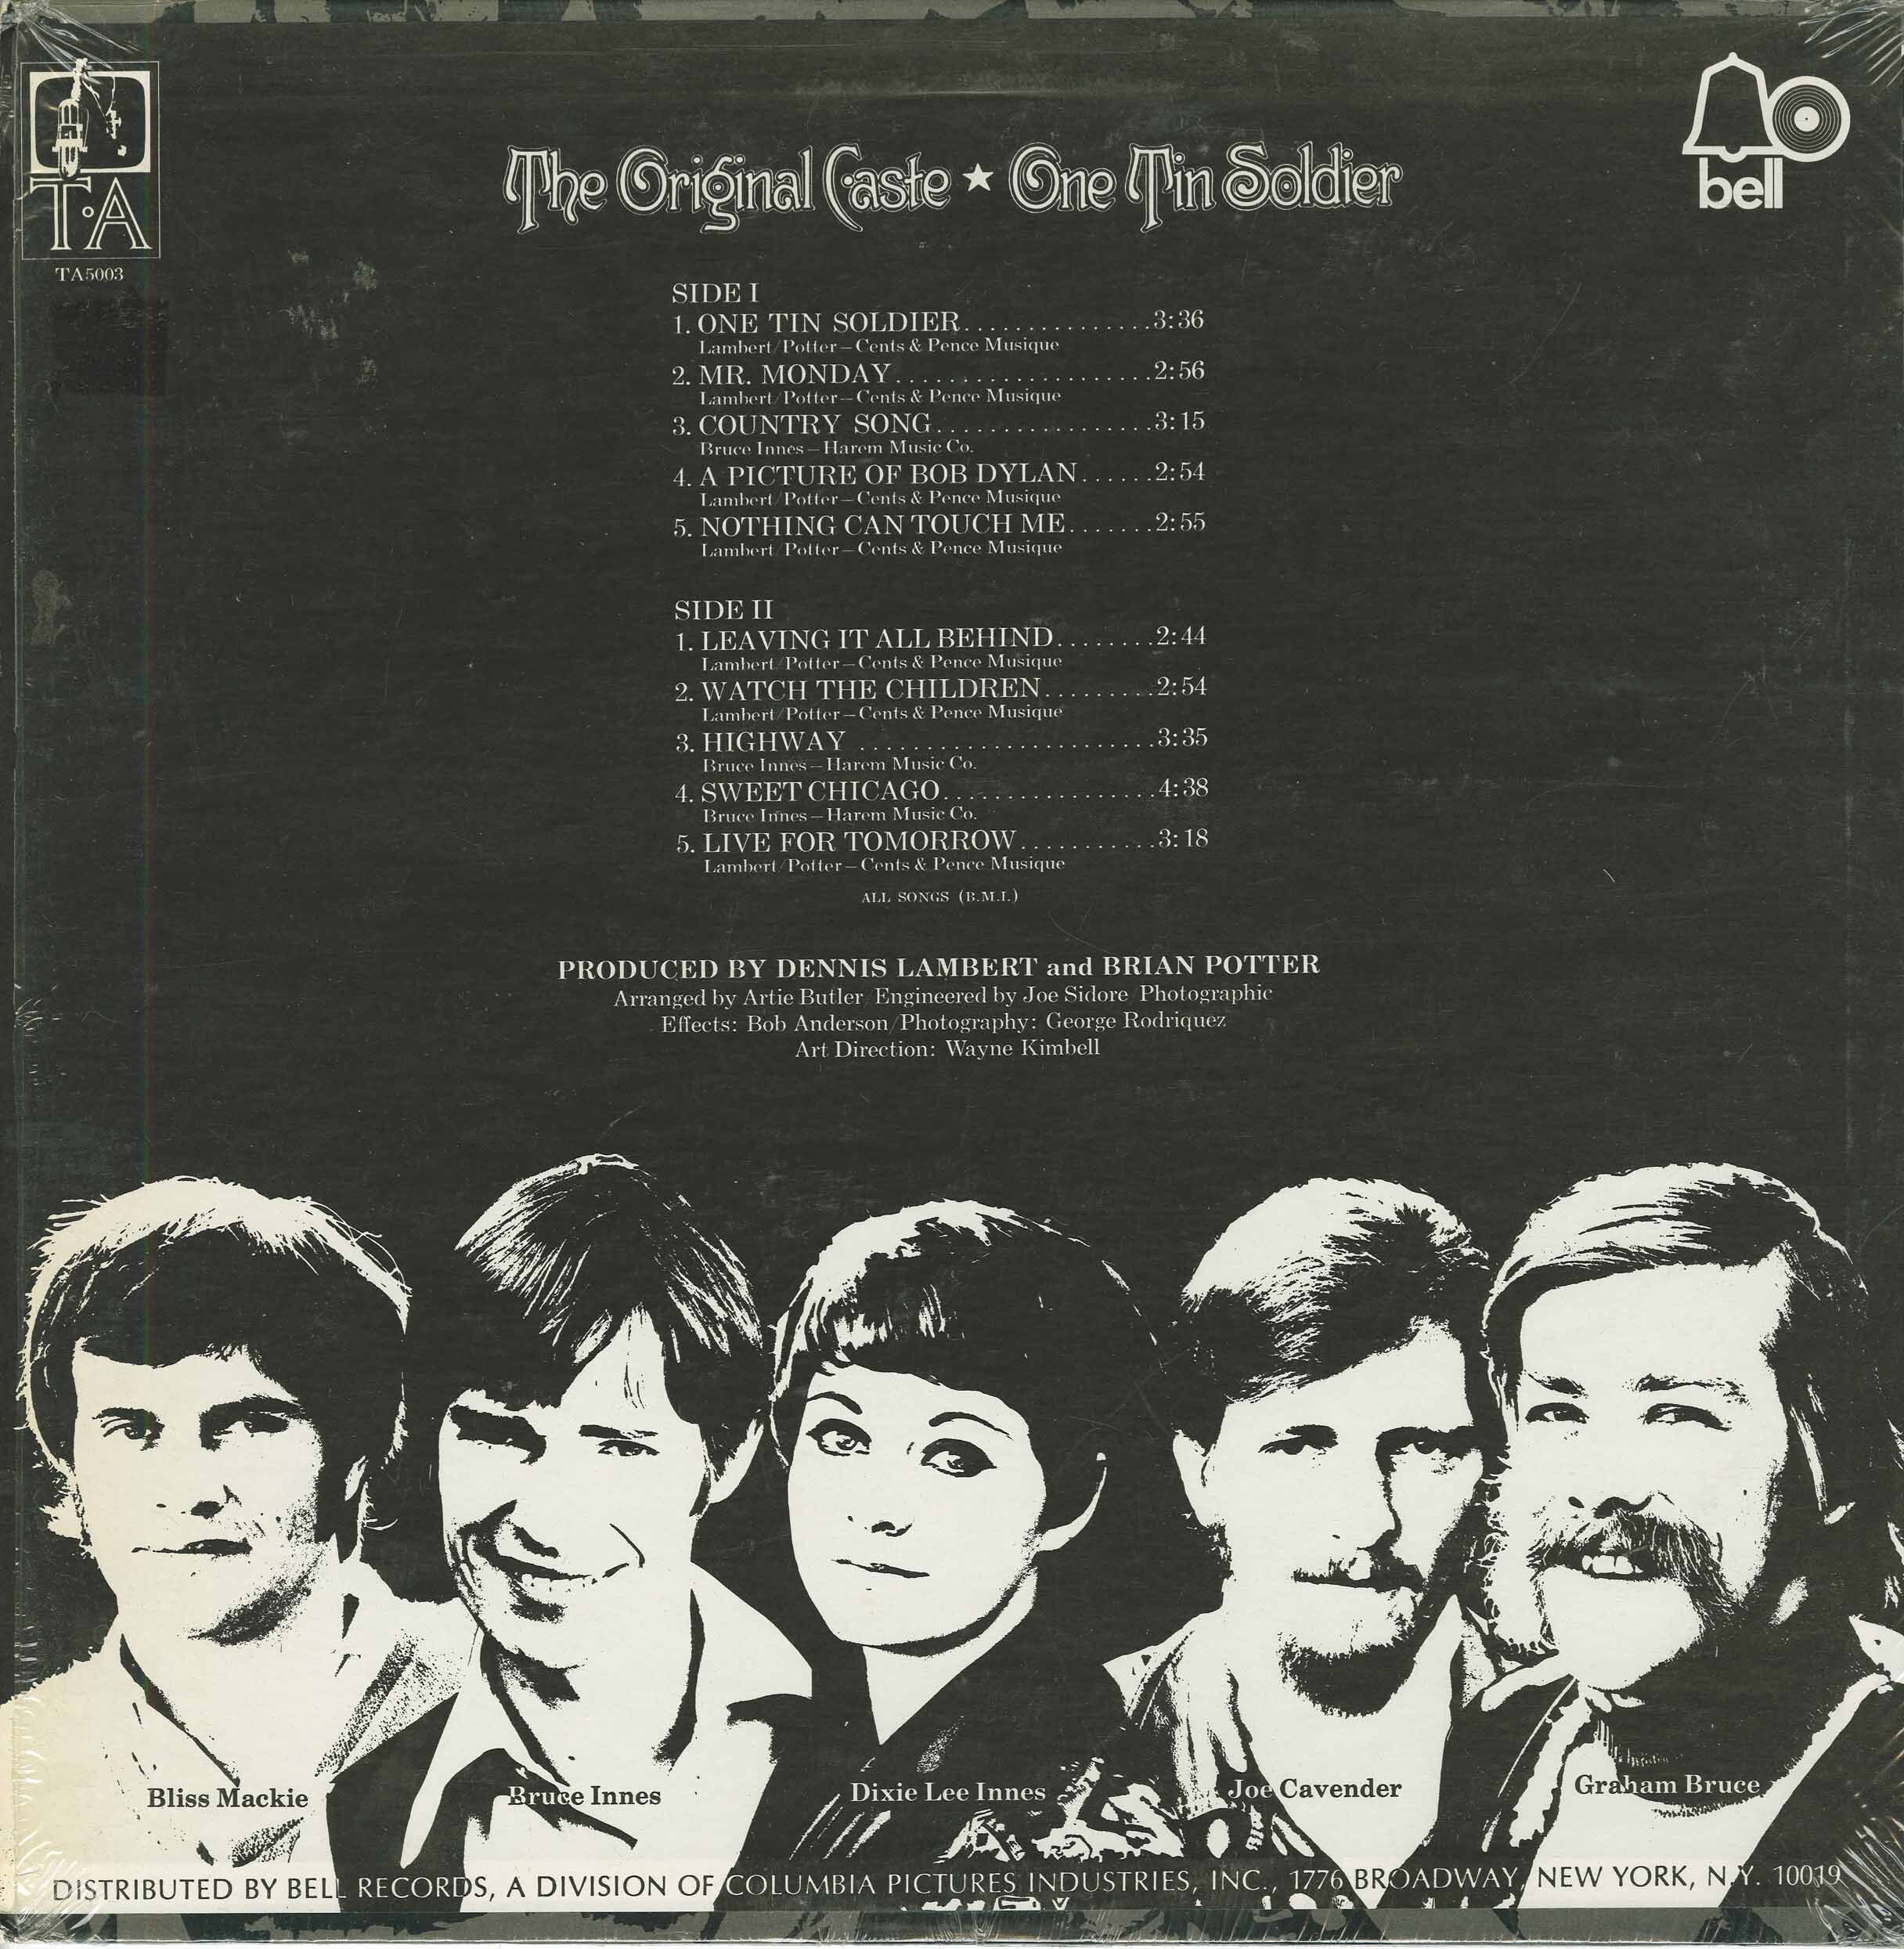 T·A
TA5003
bell
The Original Caste ★ One Tin Soldier
SIDE I
1. ONE TIN SOLDIER...............3:36
Lambert/Potter—Cents & Pence Musique
2. MR. MONDAY....................2:56
Lambert/Potter—Cents & Pence Musique
3. COUNTRY SONG.................3:15
Bruce Innes—Harem Music Co.
4. A PICTURE OF BOB DYLAN......2:54
Lambert/Potter—Cents & Pence Musique
5. NOTHING CAN TOUCH ME.......2:55
Lambert/Potter—Cents & Pence Musique
SIDE II
1. LEAVING IT ALL BEHIND........2:44
Lambert/Potter—Cents & Pence Musique
2. WATCH THE CHILDREN.........2:54
Lambert/Potter—Cents & Pence Musique
3. HIGHWAY .......................3:35
Bruce Innes—Harem Music Co.
4. SWEET CHICAGO.................4:38
Bruce Innes—Harem Music Co.
5. LIVE FOR TOMORROW...........3:18
Lambert/Potter—Cents & Pence Musique
ALL SONGS (B.M.I.)
PRODUCED BY DENNIS LAMBERT and BRIAN POTTER
Arranged by Artie Butler/Engineered by Joe Sidore/Photographic
Effects: Bob Anderson/Photography: George Rodriquez
Art Direction: Wayne Kimbell
Bliss Mackie
Bruce Innes
Dixie Lee Innes
Joe Cavender
Graham Bruce
DISTRIBUTED BY BELL RECORDS, A DIVISION OF COLUMBIA PICTURES INDUSTRIES, INC., 1776 BROADWAY, NEW YORK, N.Y. 10019